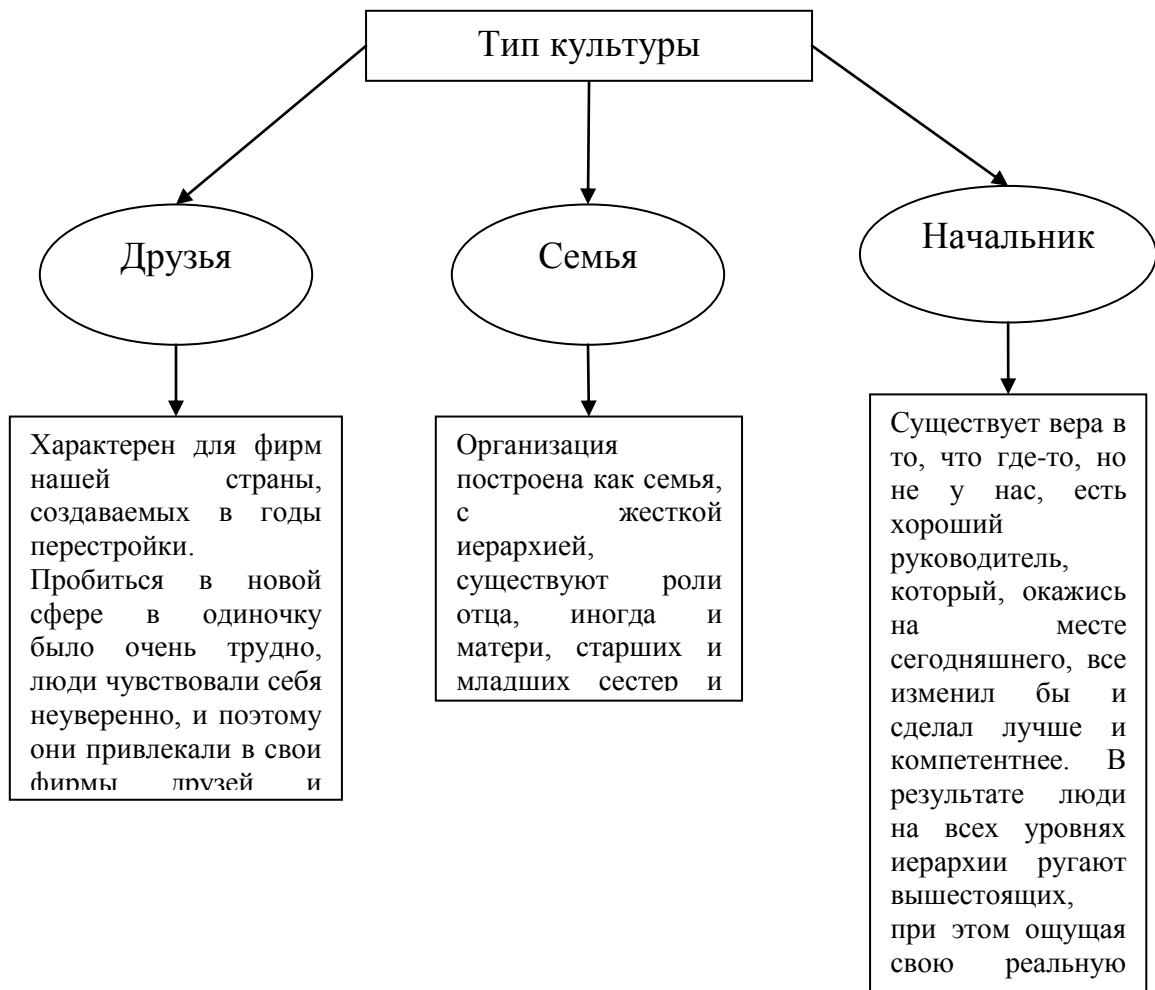 Тип культуры
Друзья
Семья
Начальник
Характерен для фирм
нашей страны,
создаваемых в годы
перестройки.
Пробиться в новой
сфере в одиночку
было очень трудно,
люди чувствовали себя
неуверенно, и поэтому
они привлекали в свои
фирмы друзей и
Организация
построена как семья,
с жесткой
иерархией,
существуют роли
отца, иногда и
матери, старших и
младших сестер и
Существует вера в
то, что где-то, но
не у нас, есть
хороший
руководитель,
который, окажись
на месте
сегодняшнего, все
изменил бы и
сделал лучше и
компетентнее. В
результате люди
на всех уровнях
иерархии ругают
вышестоящих,
при этом ощущая
свою реальную